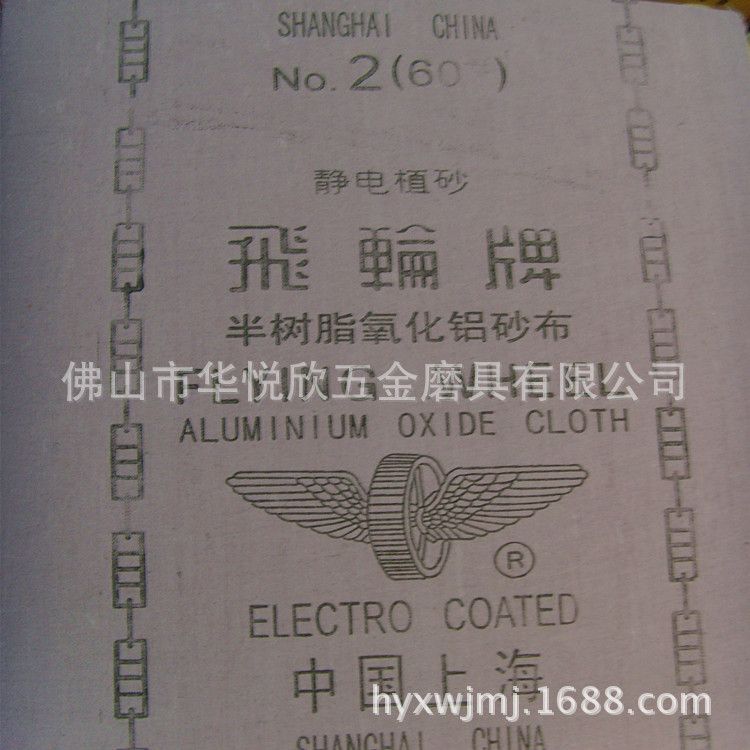 SHANGHAI CHINA
No. 2(60#)
静电植砂
飛輪牌
半树脂氧化铝砂布
佛山市华悦欣五金磨具有限公司
WHEEL
ALUMINIUM OXIDE CLOTH
®
ELECTRO COATED
中国上海
hyxwjmj.1688.com
SHANGHAI CHINA